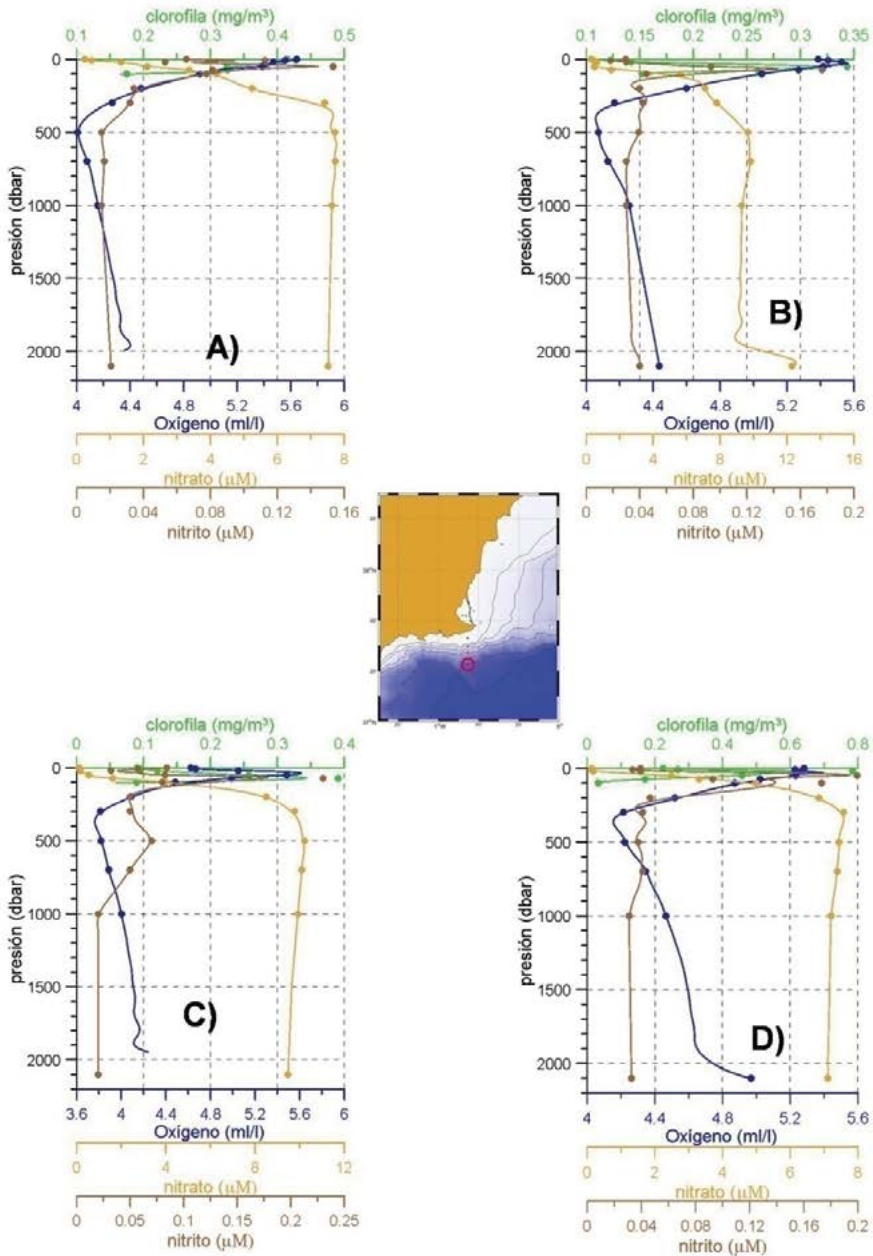 clorofila (mg/m³)
0.1 0.2 0.3 0.4 0.5
0
500
1000
1500
2000
presión (dbar)
A)
4 4.4 4.8 5.2 5.6 6
Oxígeno (ml/l)
0 2 4 6 8
nitrato (µM)
0 0.04 0.08 0.12 0.16
nitrito (µM)
clorofila (mg/m³)
0.1 0.15 0.2 0.25 0.3 0.35
0
500
1000
1500
2000
presión (dbar)
B)
4 4.4 4.8 5.2 5.6
Oxígeno (ml/l)
0 4 8 12 16
nitrato (µM)
0 0.04 0.08 0.12 0.16 0.2
nitrito (µM)
clorofila (mg/m³)
0 0.1 0.2 0.3 0.4
0
500
1000
1500
2000
presión (dbar)
C)
3.6 4 4.4 4.8 5.2 5.6 6
Oxígeno (ml/l)
0 4 8 12
nitrato (µM)
0 0.05 0.1 0.15 0.2 0.25
nitrito (µM)
clorofila (mg/m³)
0 0.2 0.4 0.6 0.8
0
500
1000
1500
2000
presión (dbar)
D)
4 4.4 4.8 5.2 5.6
Oxígeno (ml/l)
0 2 4 6 8
nitrato (µM)
0 0.04 0.08 0.12 0.16 0.2
nitrito (µM)